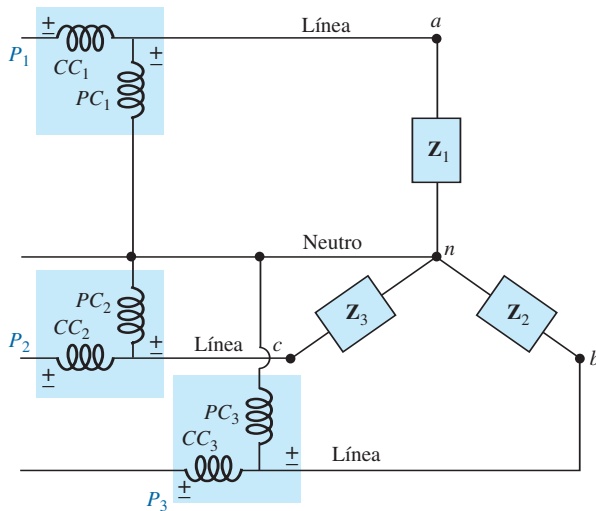 Línea
a
±
±
P1
CC1
PC1
Z1
Neutro
n
PC2
Z3
Z2
CC2
P2
±
Línea
c
b
±
PC3
CC3
±
Línea
±
P3